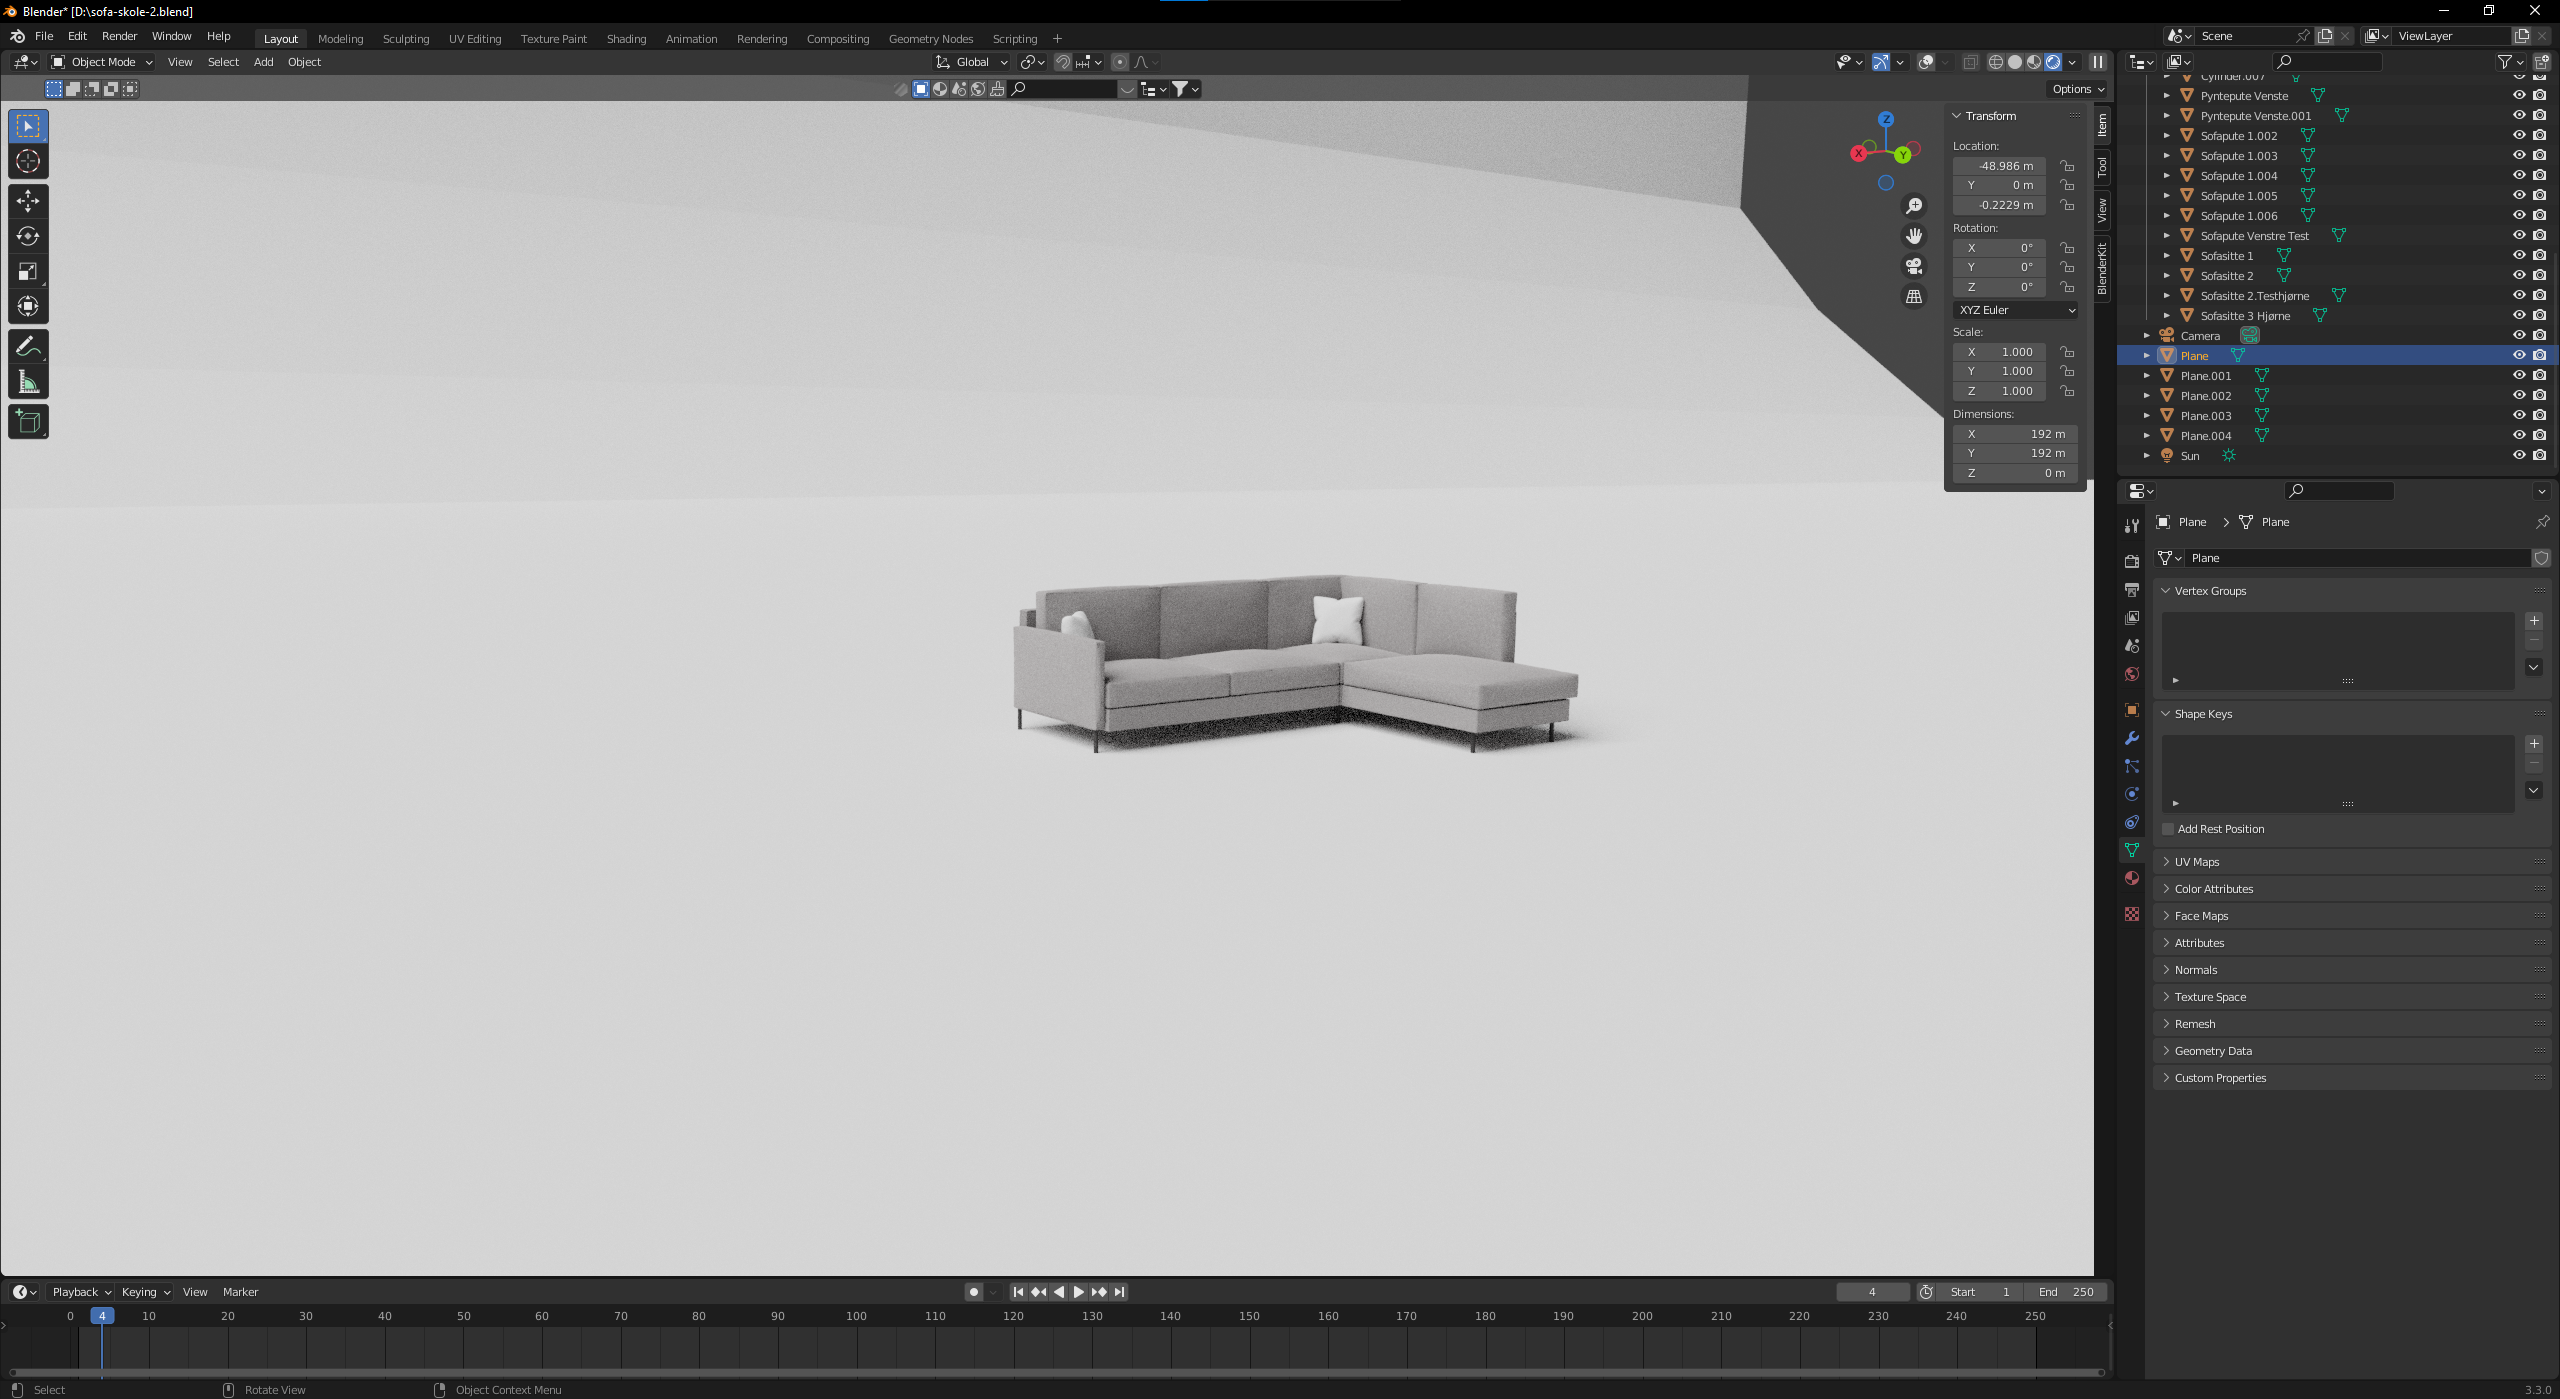 Blender* [D:\sofa-skole-2.blend]
File Edit Render Window Help Layout Modeling Sculpting UV Editing Texture Paint Shading Animation Rendering Compositing Geometry Nodes Scripting + Scene ViewLayer
Object Mode View Select Add Object Global
Options
Cylinder.007
Pyntepute Venste
Pyntepute Venste.001
Sofapute 1.002
Sofapute 1.003
Sofapute 1.004
Sofapute 1.005
Sofapute 1.006
Sofapute Venstre Test
Sofasitte 1
Sofasitte 2
Sofasitte 2.Testhjørne
Sofasitte 3 Hjørne
Camera
Plane
Plane.001
Plane.002
Plane.003
Plane.004
Sun
Z
X
Y
Transform
Location:
-48.986 m
Y 0 m
-0.2229 m
Rotation:
X 0°
Y 0°
Z 0°
XYZ Euler
Scale:
X 1.000
Y 1.000
Z 1.000
Dimensions:
X 192 m
Y 192 m
Z 0 m
Item
Tool
View
BlenderKit
Plane > Plane
Plane
Vertex Groups
Shape Keys
Add Rest Position
UV Maps
Color Attributes
Face Maps
Attributes
Normals
Texture Space
Remesh
Geometry Data
Custom Properties
Playback Keying View Marker 4 Start 1 End 250
0 4 10 20 30 40 50 60 70 80 90 100 110 120 130 140 150 160 170 180 190 200 210 220 230 240 250
Select Rotate View Object Context Menu 3.3.0